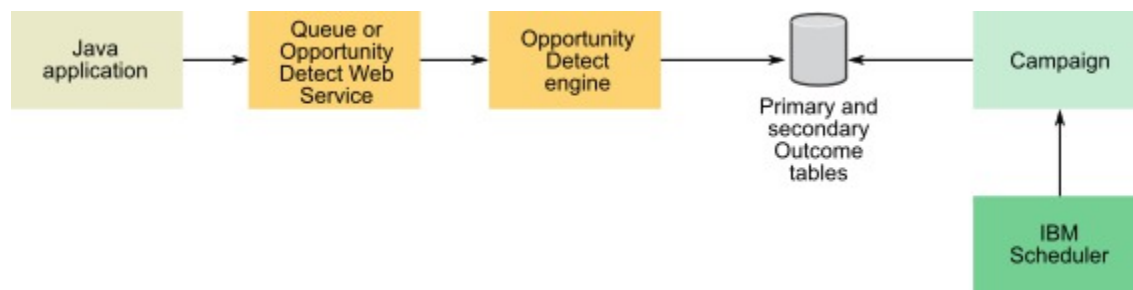 Java
application
Queue or
Opportunity
Detect Web
Service
Opportunity
Detect
engine
Primary and
secondary
Outcome
tables
Campaign
IBM
Scheduler